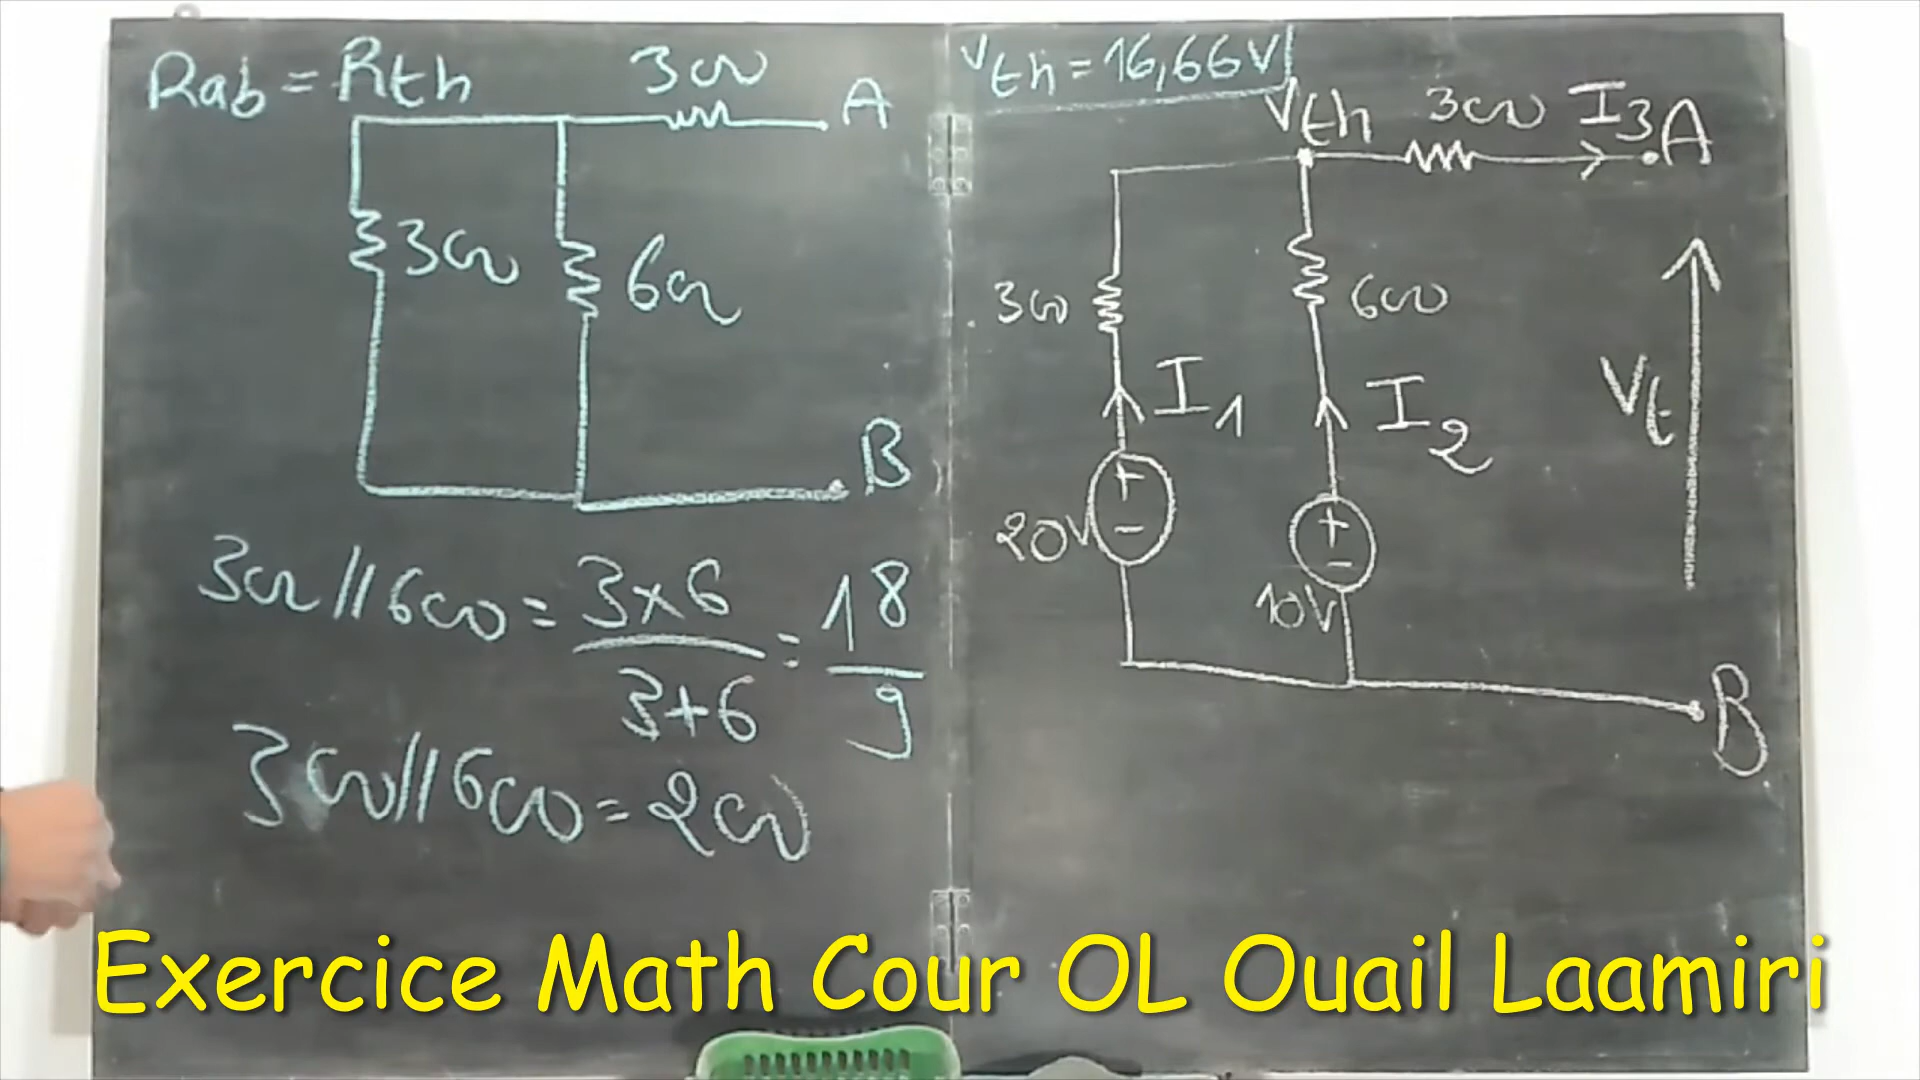 Rab = Rth
3ω
A
3ω
6ω
B
3ω // 6ω = 3×6 / 3+6 = 18 / 9
3ω // 6ω = 2ω
Vth = 16,66V
Vth
3ω
I3
A
3ω
6ω
I1
I2
Vt
+
-
20V
+
-
10V
B
Exercice Math Cour OL Ouail Laamiri